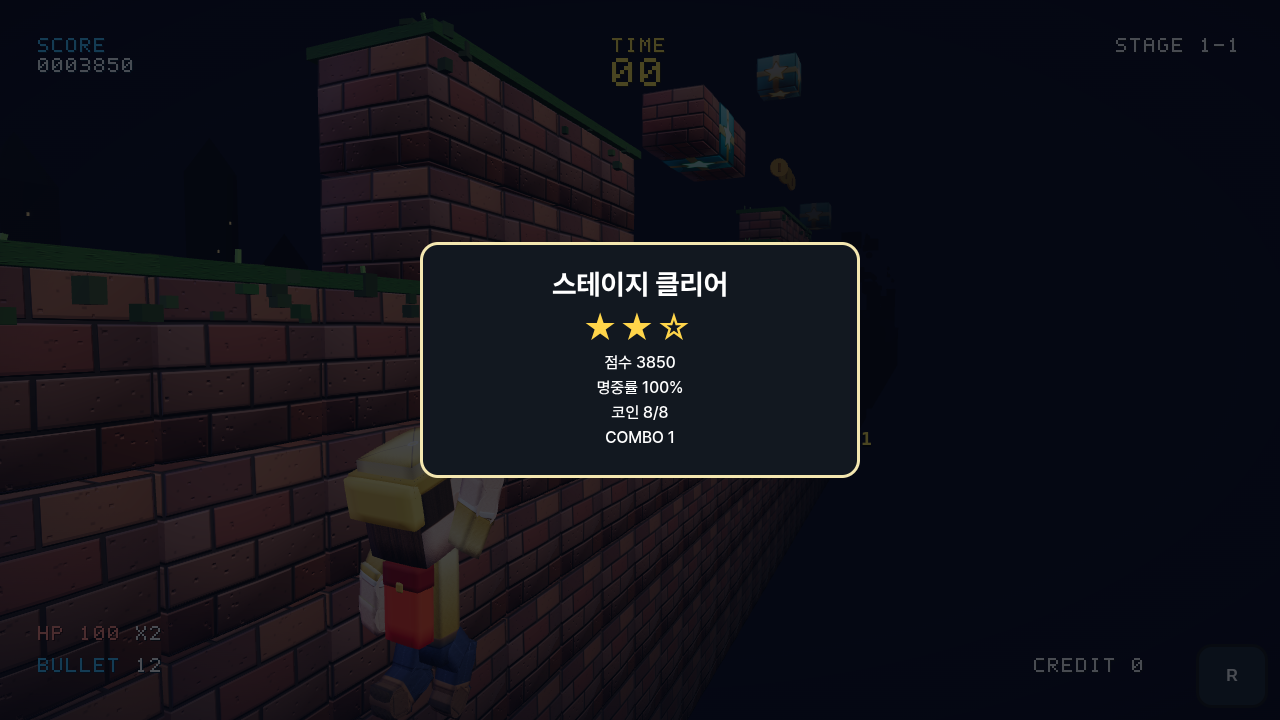 SCORE
0003850
TIME
00
STAGE 1-1
스테이지 클리어
★ ★ ☆
점수 3850
명중률 100%
코인 8/8
COMBO 1
1
HP 100 X2
BULLET 12
CREDIT 0
R